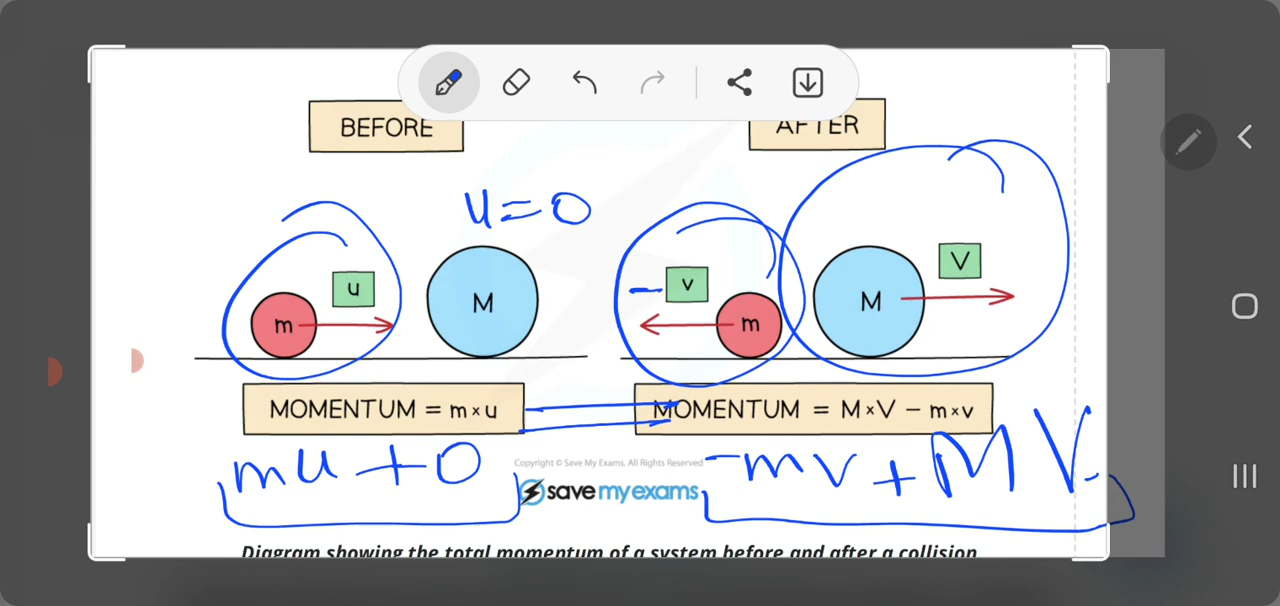 BEFORE
AFTER
u = 0
u
m
M
– v
m
M
V
MOMENTUM = m × u
MOMENTUM = M × V – m × v
mu + 0
-mv + MV.
Copyright © Save My Exams. All Rights Reserved
savemyexams
Diagram showing the total momentum of a system before and after a collision